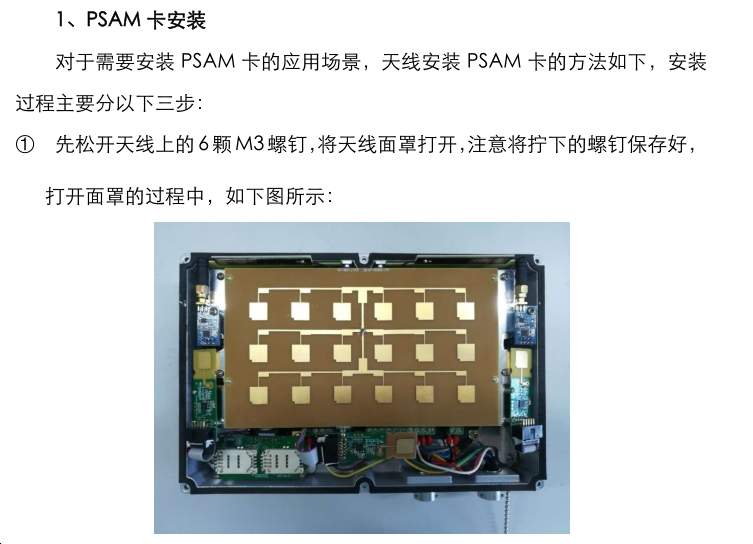 1、PSAM 卡安装
对于需要安装 PSAM 卡的应用场景，天线安装 PSAM 卡的方法如下，安装
过程主要分以下三步：
① 先松开天线上的 6 颗 M3 螺钉,将天线面罩打开,注意将拧下的螺钉保存好，
打开面罩的过程中，如下图所示：